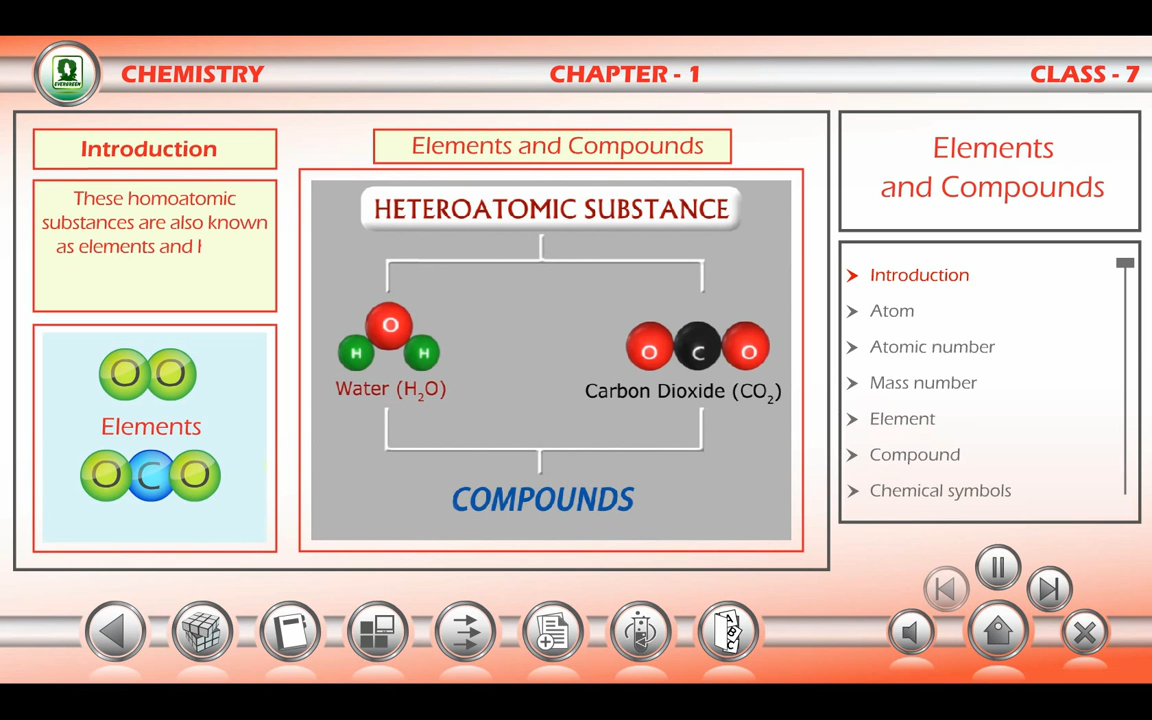 EVERGREEN
CHEMISTRY
CHAPTER - 1
CLASS - 7
Introduction
These homoatomic
substances are also known
as elements and
O O
Elements
O C O
Elements and Compounds
HETEROATOMIC SUBSTANCE
O
H H
Water (H₂O)
O C O
Carbon Dioxide (CO₂)
COMPOUNDS
Elements
and Compounds
Introduction
Atom
Atomic number
Mass number
Element
Compound
Chemical symbols
A
B
C